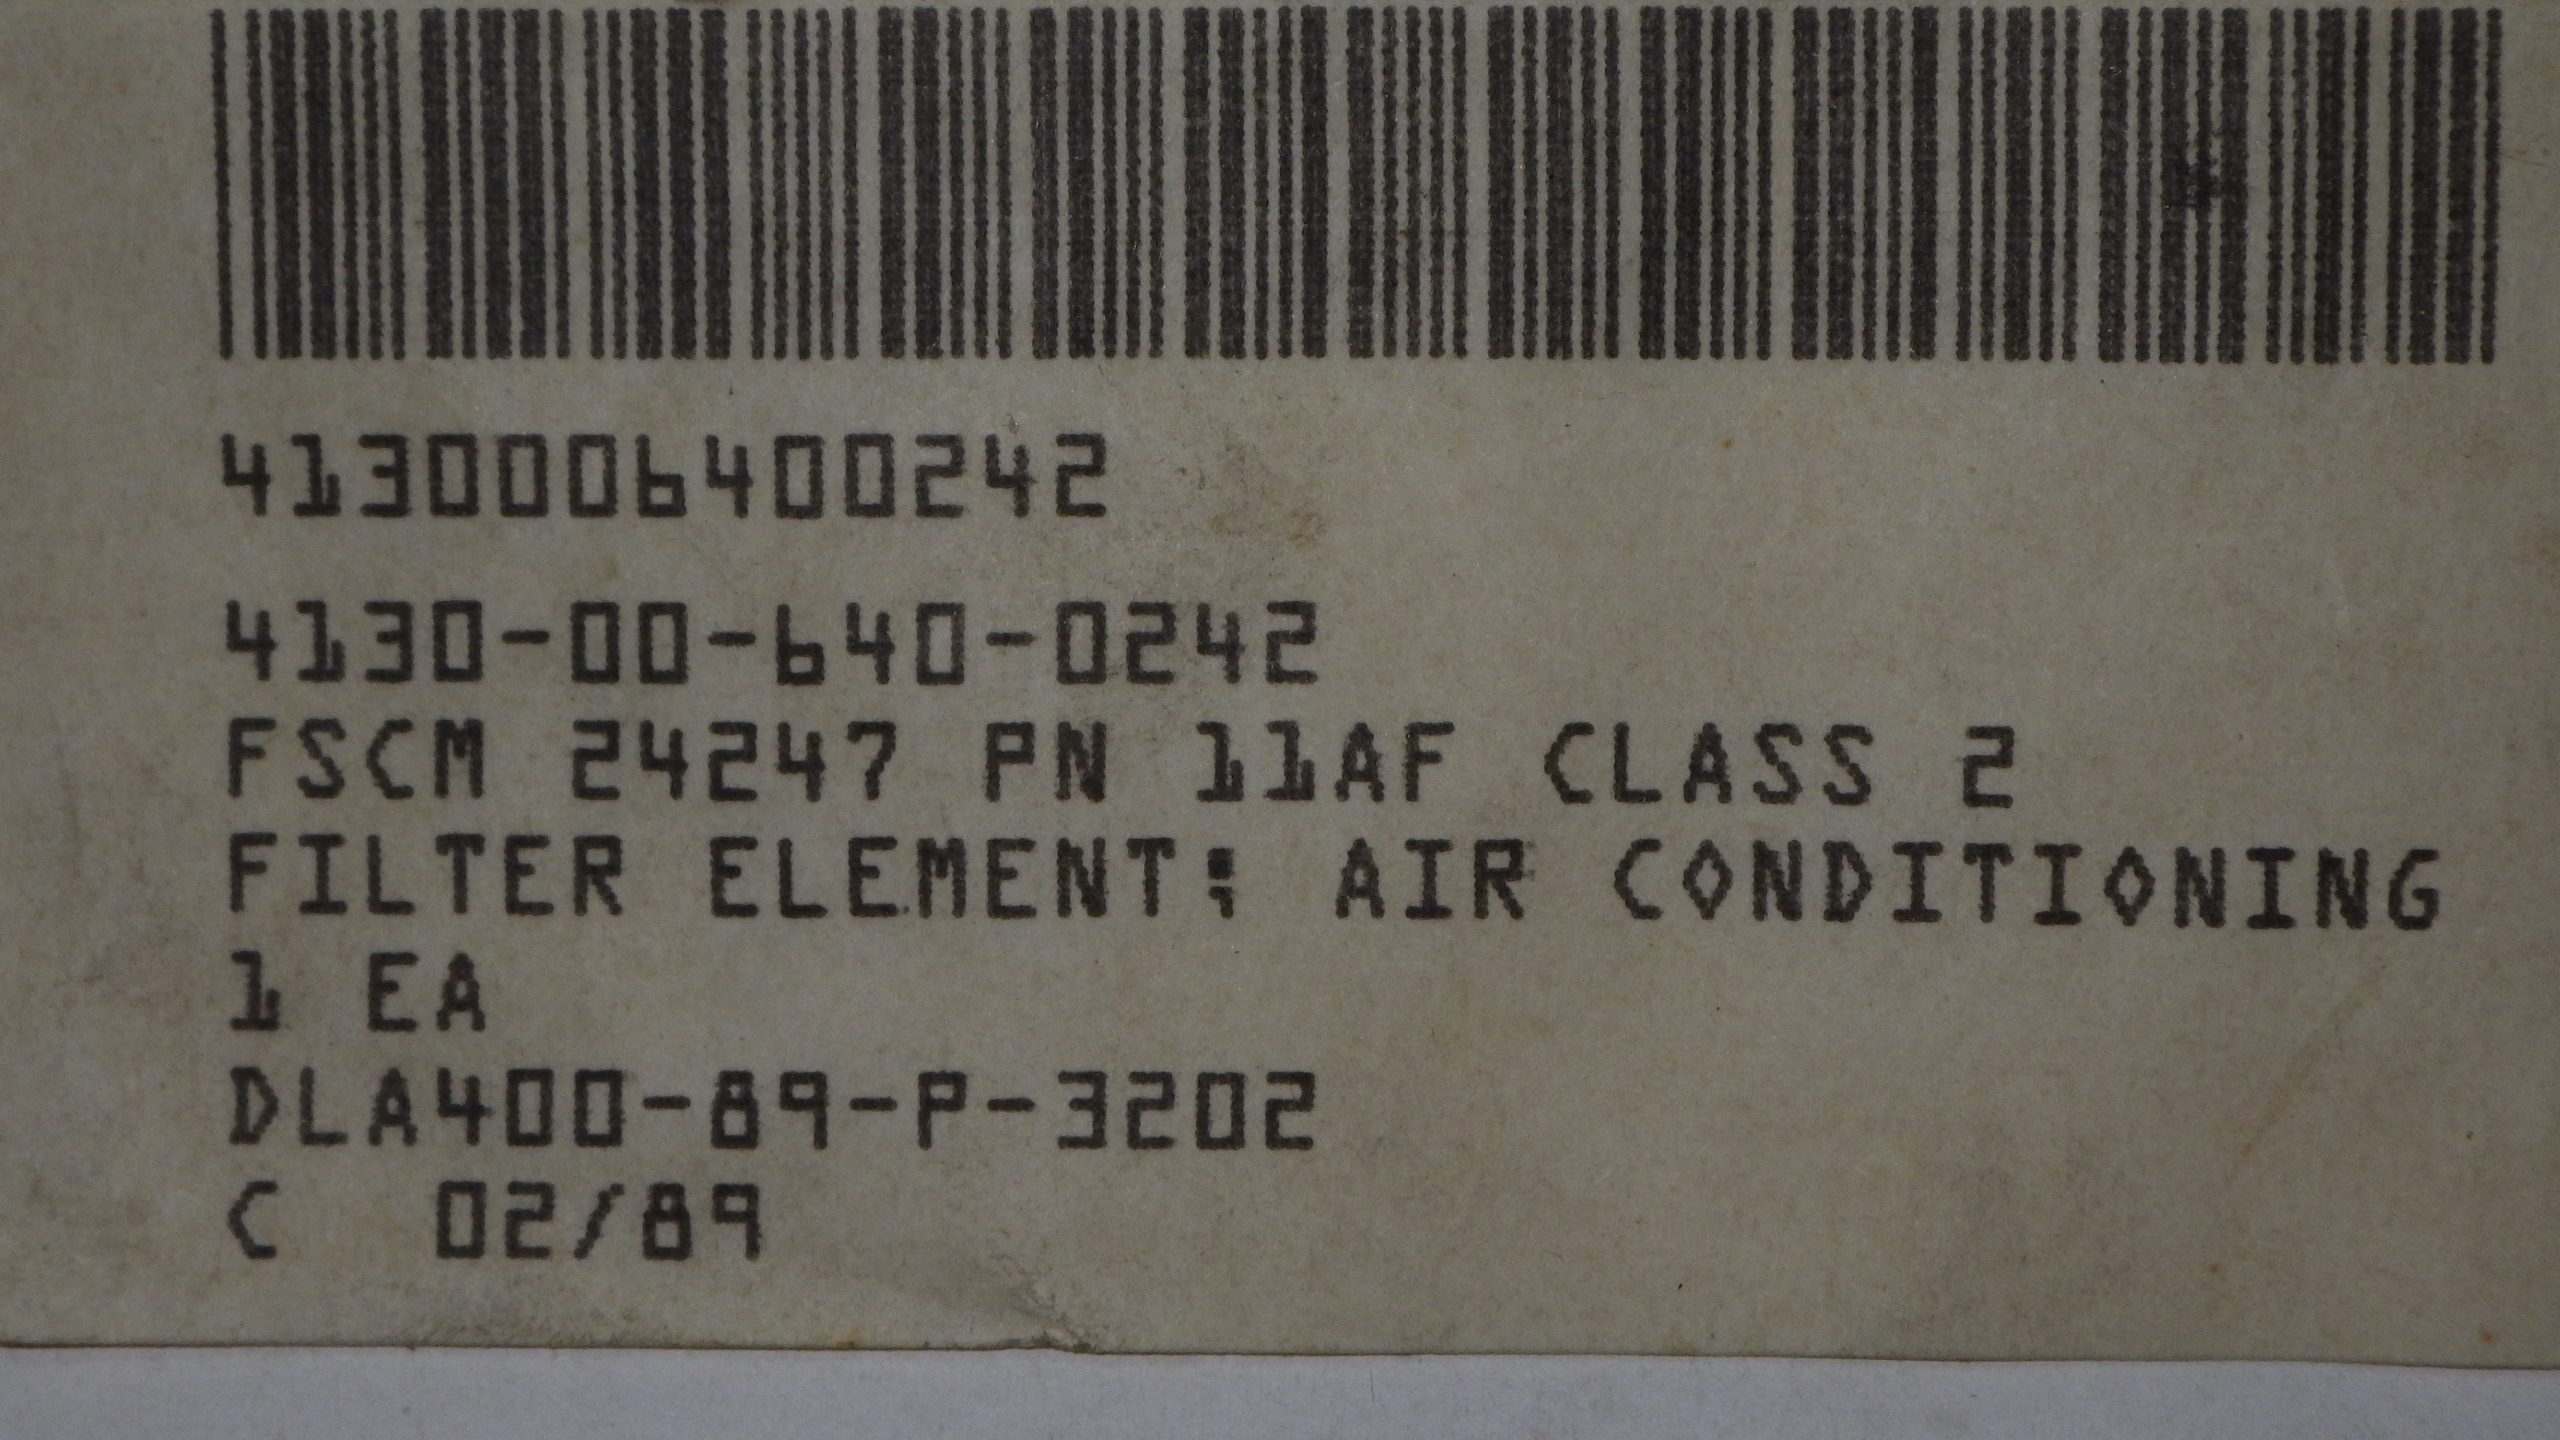 4130006400242
4130-00-640-0242
FSCM 24247 PN 11AF CLASS 2
FILTER ELEMENT; AIR CONDITIONING
1 EA
DLA400-89-P-3202
C 02/89